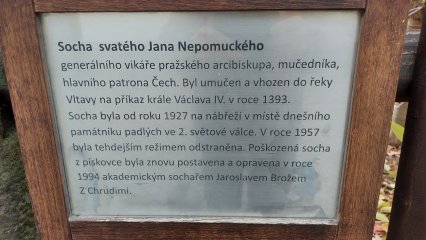 Socha svatého Jana Nepomuckého
generálního vikáře pražského arcibiskupa, mučedníka,
hlavního patrona Čech. Byl umučen a vhozen do řeky
Vltavy na příkaz krále Václava IV. v roce 1393.
Socha byla od roku 1927 na nábřeží v místě dnešního
památníku padlých ve 2. světové válce. V roce 1957
byla tehdejším režimem odstraněna. Poškozená socha
z pískovce byla znovu postavena a opravena v roce
1994 akademickým sochařem Jaroslavem Brožem
Z Chrudimi.